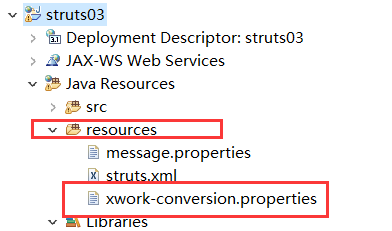 struts03
Deployment Descriptor: struts03
JAX-WS Web Services
Java Resources
src
resources
message.properties
struts.xml
xwork-conversion.properties
Libraries